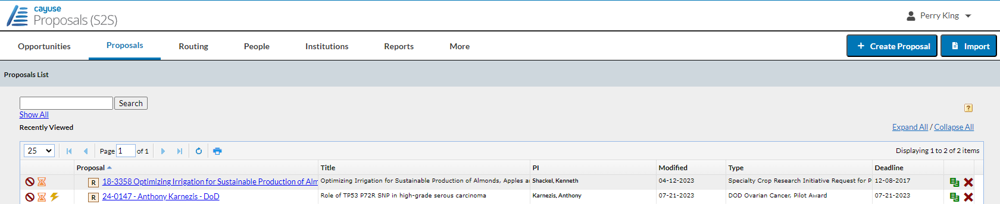 cayuse
Proposals (S2S)
Perry King
Opportunities Proposals Routing People Institutions Reports More + Create Proposal Import
Proposals List
Search
Show All
?
Recently Viewed
Expand All / Collapse All
25 Page 1 of 1 Displaying 1 to 2 of 2 items
Proposal Title PI Modified Type Deadline
R 18-3358 Optimizing Irrigation for Sustainable Production of Alm Optimizing Irrigation for Sustainable Production of Almonds, Apples a Shackel, Kenneth 04-12-2023 Specialty Crop Research Initiative Request for P 12-08-2017
R 24-0147 - Anthony Karnezis - DoD Role of TP53 P72R SNP in high-grade serous carcinoma Karnezis, Anthony 07-21-2023 DOD Ovarian Cancer, Pilot Award 07-21-2023